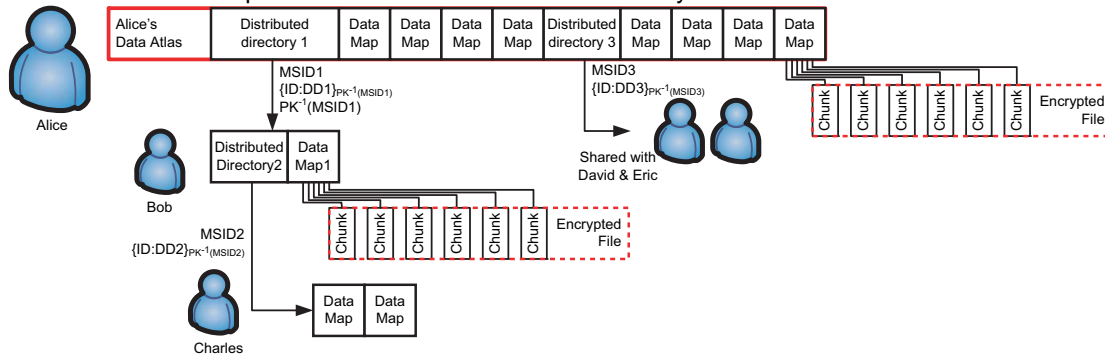 Alice's
Data Atlas
Distributed
directory 1
Data
Map
Data
Map
Data
Map
Data
Map
Distributed
directory 3
Data
Map
Data
Map
Data
Map
Data
Map
Alice
MSID1
{ID:DD1}PK-1(MSID1)
PK-1(MSID1)
MSID3
{ID:DD3}PK-1(MSID3)
Chunk
Chunk
Chunk
Chunk
Chunk
Chunk
Encrypted
File
Shared with
David & Eric
Bob
Distributed
Directory2
Data
Map1
Chunk
Chunk
Chunk
Chunk
Chunk
Chunk
Encrypted
File
MSID2
{ID:DD2}PK-1(MSID2)
Charles
Data
Map
Data
Map